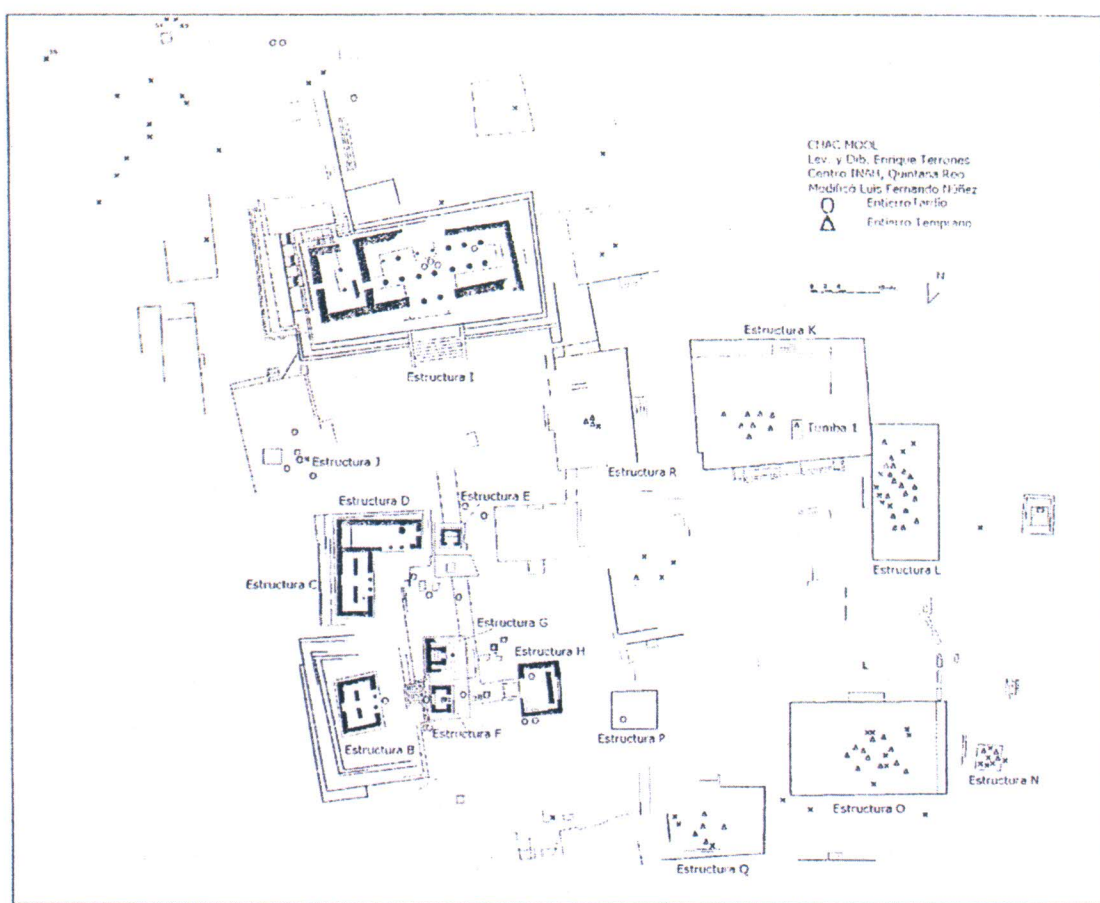 CHAC MOOL
Lev. y Dib. Enrique Terrones
Centro INAH, Quintana Roo
Modificó Luis Fernando Núñez
Entierro Tardío
Entierro Temprano
N
Estructura K
Estructura I
Tumba 1
Estructura J
Estructura R
Estructura D
Estructura E
Estructura L
Estructura C
Estructura G
Estructura H
L
Estructura B
Estructura F
Estructura P
Estructura N
Estructura O
Estructura Q